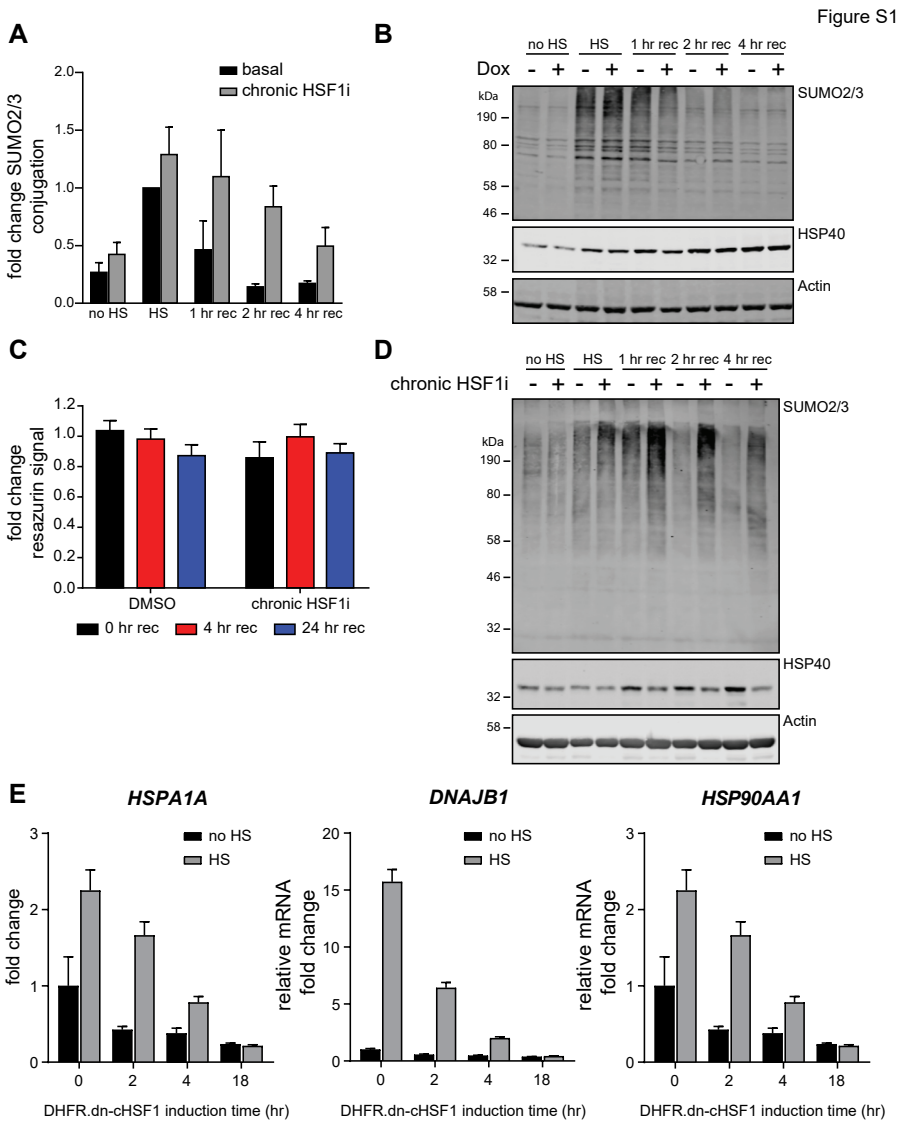 Figure S1
A
fold change SUMO2/3
conjugation
2.0
1.5
1.0
0.5
0.0
basal
chronic HSF1i
no HS HS 1 hr rec 2 hr rec 4 hr rec
B
no HS HS 1 hr rec 2 hr rec 4 hr rec
Dox - + - + - + - + - +
kDa
190
80
58
46
SUMO2/3
32
HSP40
58
Actin
C
fold change
resazurin signal
1.2
1.0
0.8
0.6
0.4
0.2
0.0
DMSO chronic HSF1i
0 hr rec 4 hr rec 24 hr rec
D
no HS HS 1 hr rec 2 hr rec 4 hr rec
chronic HSF1i - + - + - + - + - +
SUMO2/3
kDa
190
80
58
46
32
HSP40
32
Actin
58
E
HSPA1A
fold change
3
2
1
0
no HS
HS
0 2 4 18
DHFR.dn-cHSF1 induction time (hr)
DNAJB1
relative mRNA
fold change
20
15
10
5
0
no HS
HS
0 2 4 18
DHFR.dn-cHSF1 induction time (hr)
HSP90AA1
relative mRNA
fold change
3
2
1
0
no HS
HS
0 2 4 18
DHFR.dn-cHSF1 induction time (hr)